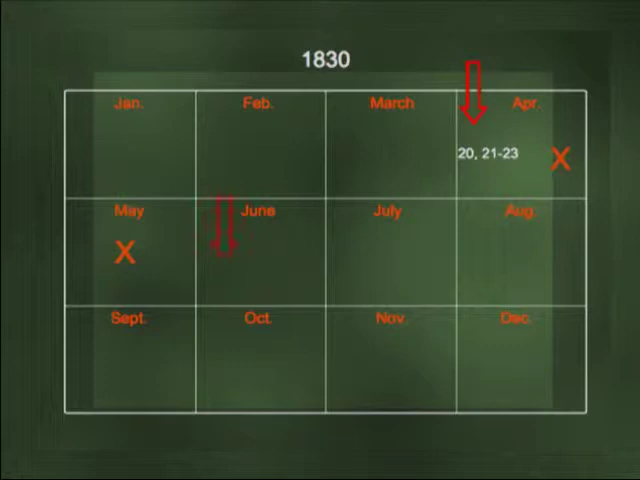 1830
Jan. Feb. March Apr.
20, 21-23 X
May June July Aug.
X
Sept. Oct. Nov. Dec.